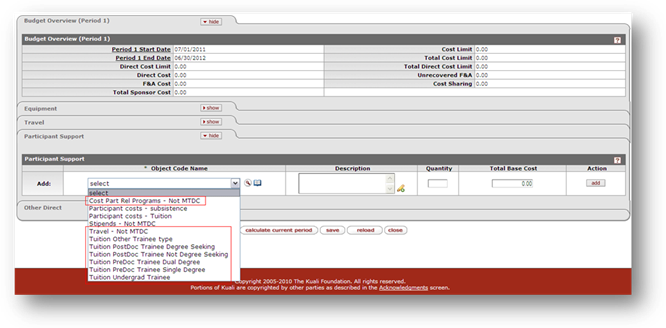 Budget Overview (Period 1) ▼ hide
Budget Overview (Period 1) ?
Period 1 Start Date 07/01/2011 Cost Limit 0.00
Period 1 End Date 06/30/2012 Total Cost Limit 0.00
Direct Cost Limit 0.00 Total Direct Cost Limit 0.00
Direct Cost 0.00 Unrecovered F&A 0.00
F&A Cost 0.00 Cost Sharing 0.00
Total Sponsor Cost 0.00
Equipment ▶ show
Travel ▶ show
Participant Support ▼ hide
Participant Support ?
* Object Code Name Description Quantity Total Base Cost Action
Add: select 0.00 add
select
Cost Part Rel Programs - Not MTDC
Participant costs - subsistence
Participant costs - Tuition
Stipends - Not MTDC
Travel - Not MTDC
Tuition Other Trainee type
Tuition PostDoc Trainee Degree Seeking
Tuition PostDoc Trainee Not Degree Seeking
Tuition PreDoc Trainee Dual Degree
Tuition PreDoc Trainee Single Degree
Tuition Undergrad Trainee
Other Direct
calculate current period save reload close
Copyright 2005-2010 The Kuali Foundation. All rights reserved.
Portions of Kuali are copyrighted by other parties as described in the Acknowledgments screen.